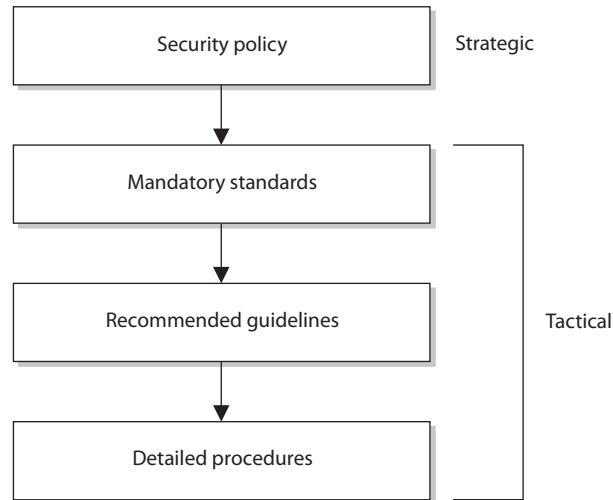 Security policy
Strategic
Mandatory standards
Recommended guidelines
Tactical
Detailed procedures